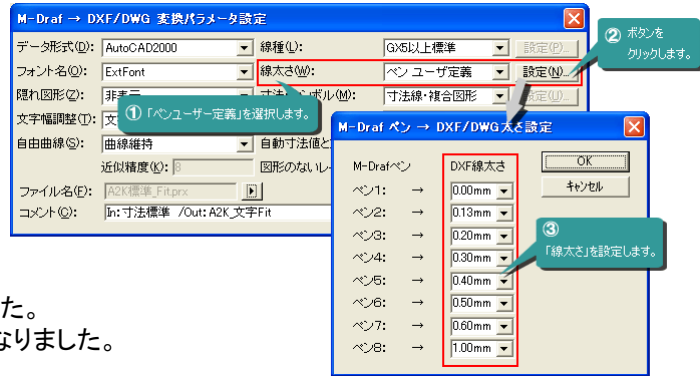 M-Draf → DXF/DWG 変換パラメータ設定
データ形式(D): AutoCAD2000 線種(L): GX5以上標準 設定(P)...
フォント名(O): ExtFont 線太さ(W): ペン ユーザ定義 設定(N)...
② ボタンを
クリックします。
隠れ図形(Z): 非表示 (M): 寸法線・複合図形
①「ペンユーザー定義」を選択します。
文字幅調整(T):
自由曲線(S): 曲線維持 自動寸法値と
近似精度(K): 8 図形のないレ
ファイル名(F): A2K標準_Fit.prx
コメント(C): In:寸法標準 /Out:A2K_文字Fit
M-Draf ペン → DXF/DWG太さ設定
M-Drafペン DXF線太さ OK
ペン1: → 0.00mm キャンセル
ペン2: → 0.13mm
ペン3: → 0.20mm
ペン4: → 0.30mm
ペン5: → 0.40mm
ペン6: → 0.50mm
ペン7: → 0.60mm
ペン8: → 1.00mm
③
「線太さ」を設定します。
た。
なりました。